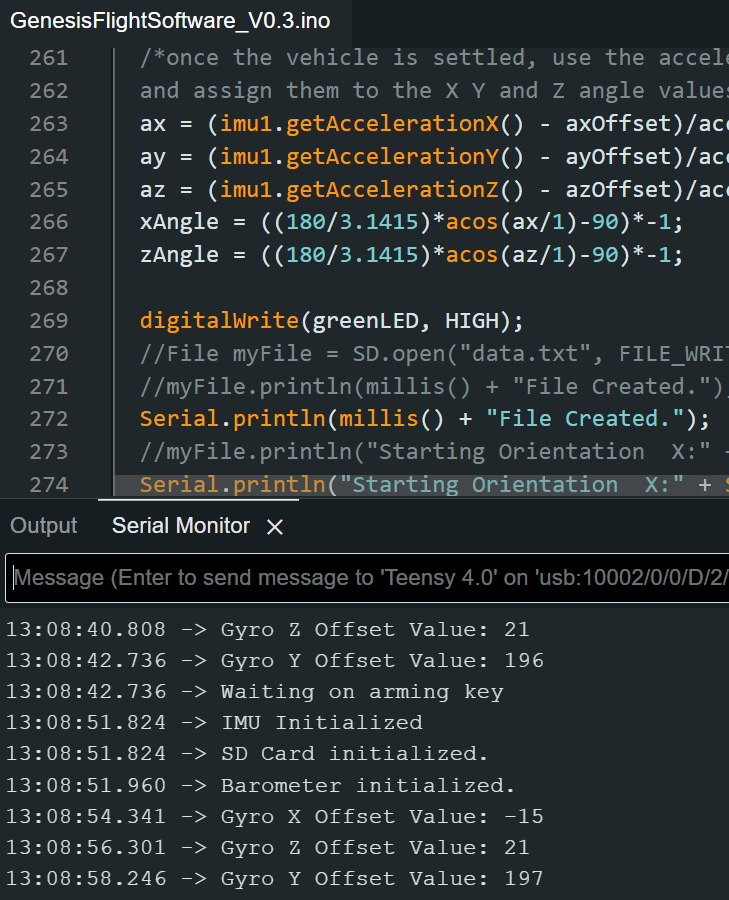 GenesisFlightSoftware_V0.3.ino
261 /*once the vehicle is settled, use the accel
262 and assign them to the X Y and Z angle values
263 ax = (imu1.getAccelerationX() - axOffset)/acc
264 ay = (imu1.getAccelerationY() - ayOffset)/acc
265 az = (imu1.getAccelerationZ() - azOffset)/acc
266 xAngle = ((180/3.1415)*acos(ax/1)-90)*-1;
267 zAngle = ((180/3.1415)*acos(az/1)-90)*-1;
268
269 digitalWrite(greenLED, HIGH);
270 //File myFile = SD.open("data.txt", FILE_WRIT
271 //myFile.println(millis() + "File Created.")
272 Serial.println(millis() + "File Created.");
273 //myFile.println("Starting Orientation  X:" +
274 Serial.println("Starting Orientation  X:" + S
Output Serial Monitor ×
Message (Enter to send message to 'Teensy 4.0' on 'usb:10002/0/0/D/2/
13:08:40.808 -> Gyro Z Offset Value: 21
13:08:42.736 -> Gyro Y Offset Value: 196
13:08:42.736 -> Waiting on arming key
13:08:51.824 -> IMU Initialized
13:08:51.824 -> SD Card initialized.
13:08:51.960 -> Barometer initialized.
13:08:54.341 -> Gyro X Offset Value: -15
13:08:56.301 -> Gyro Z Offset Value: 21
13:08:58.246 -> Gyro Y Offset Value: 197